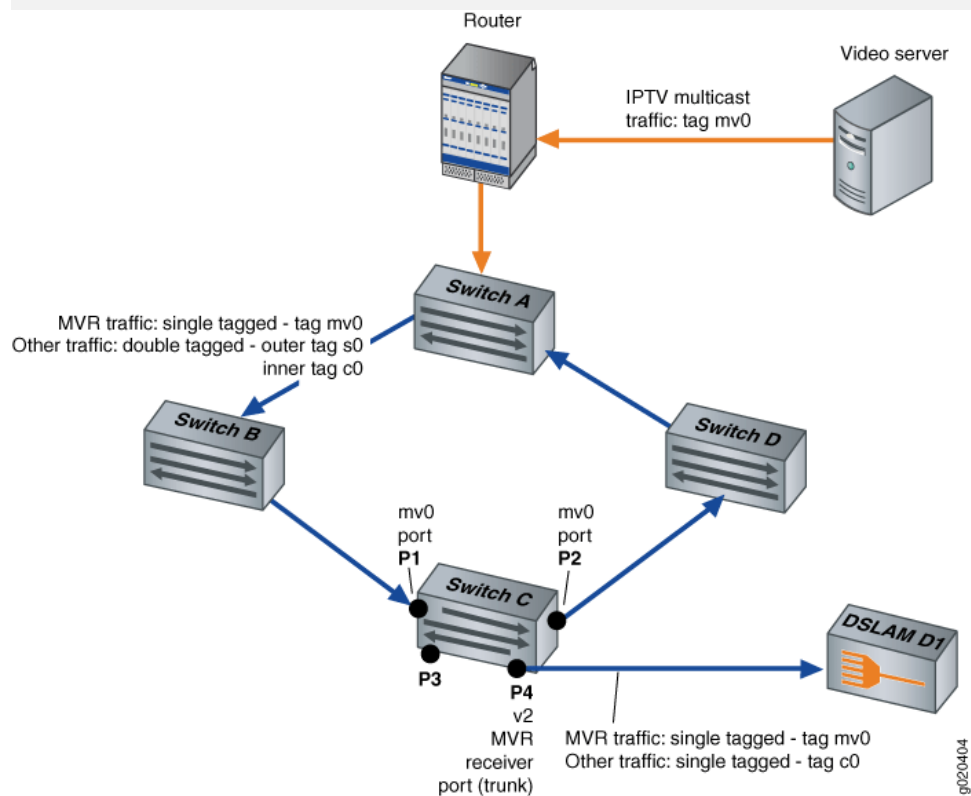 Router
Video server
IPTV multicast
traffic: tag mv0
Switch A
MVR traffic: single tagged - tag mv0
Other traffic: double tagged - outer tag s0
inner tag c0
Switch B
Switch D
mv0
port
P1
mv0
port
P2
Switch C
DSLAM D1
P3
P4
v2
MVR
receiver
port (trunk)
MVR traffic: single tagged - tag mv0
Other traffic: single tagged - tag c0
g020404